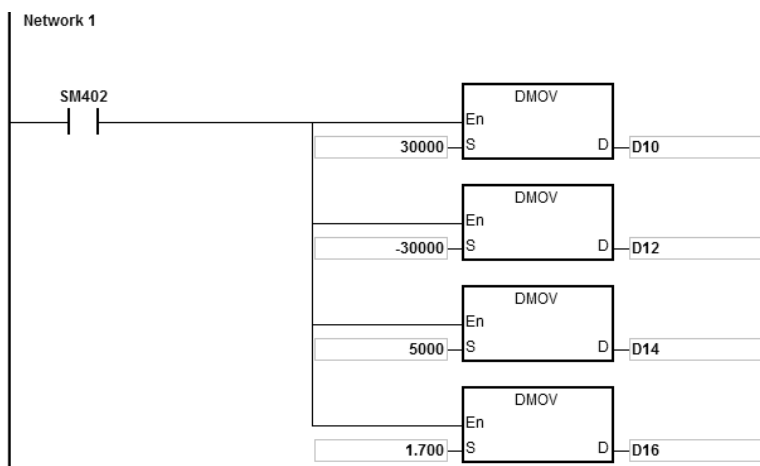 Network 1
SM402
DMOV
En
30000 S D D10
DMOV
En
-30000 S D D12
DMOV
En
5000 S D D14
DMOV
En
1.700 S D D16